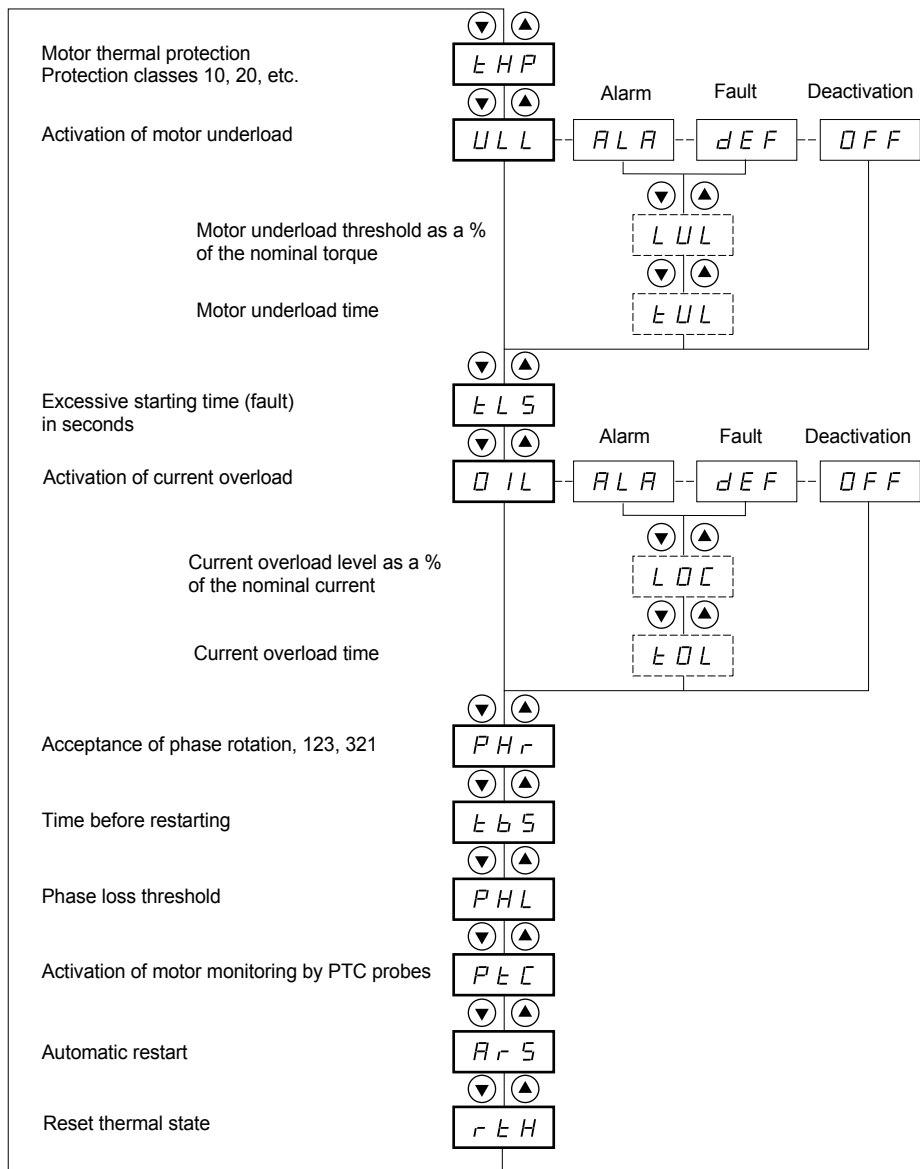 Motor thermal protection
Protection classes 10, 20, etc.
tHP
Alarm Fault Deactivation
Activation of motor underload
ULL ALA dEF OFF
Motor underload threshold as a %
of the nominal torque
LUL
Motor underload time
tUL
Excessive starting time (fault)
in seconds
tLS
Alarm Fault Deactivation
Activation of current overload
OIL ALA dEF OFF
Current overload level as a %
of the nominal current
LOC
Current overload time
tOL
Acceptance of phase rotation, 123, 321
PHr
Time before restarting
tbS
Phase loss threshold
PHL
Activation of motor monitoring by PTC probes
PtC
Automatic restart
ArS
Reset thermal state
rtH